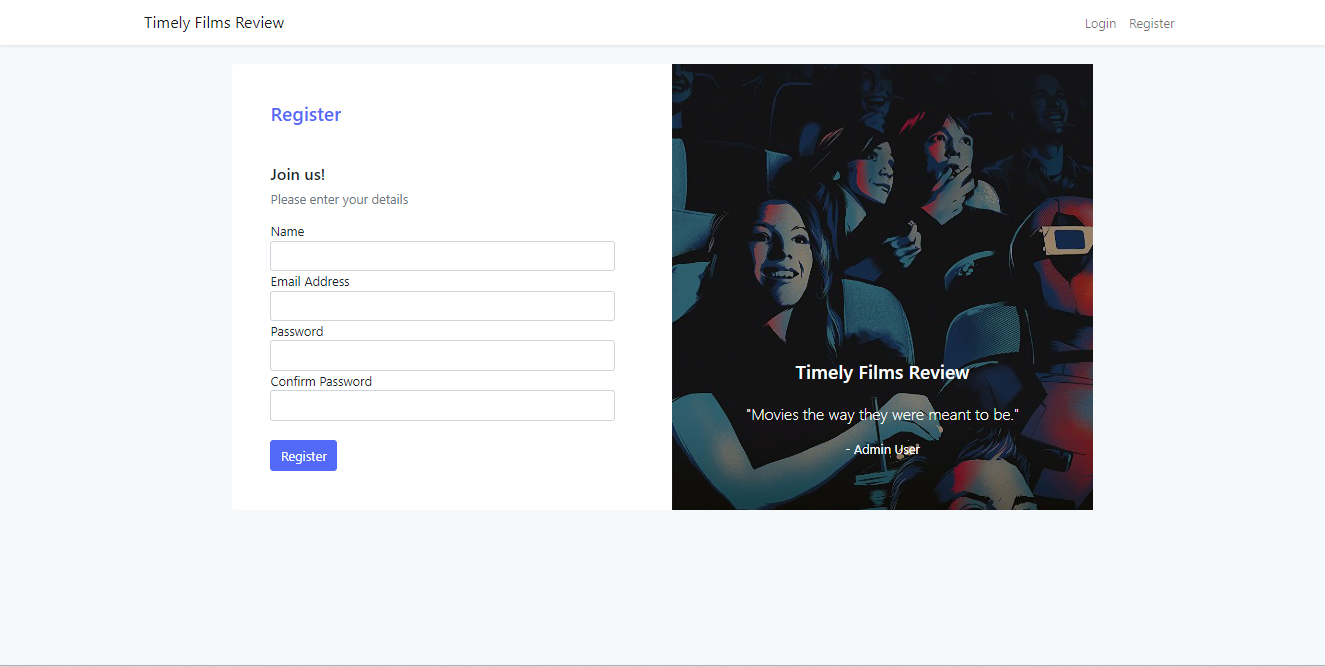 Timely Films Review
Login Register
Register
Join us!
Please enter your details
Name
Email Address
Password
Confirm Password
Register
Timely Films Review
"Movies the way they were meant to be."
- Admin User